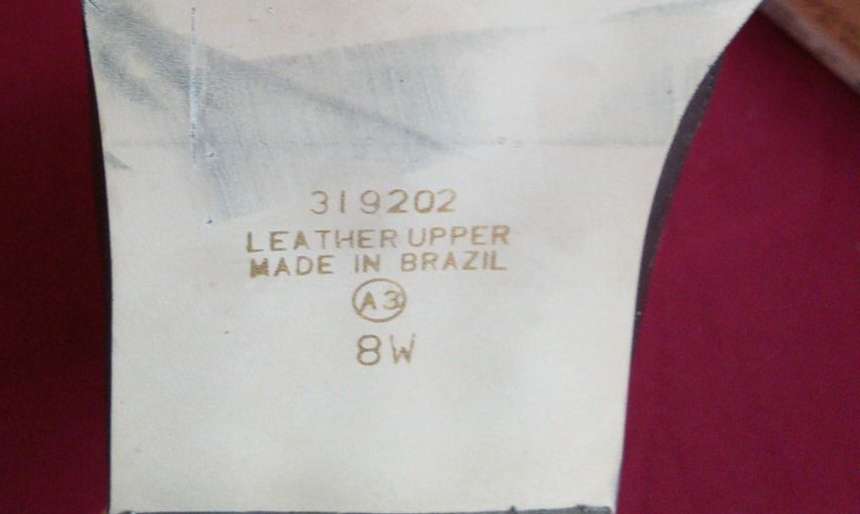 319202
LEATHER UPPER
MADE IN BRAZIL
A3
8W